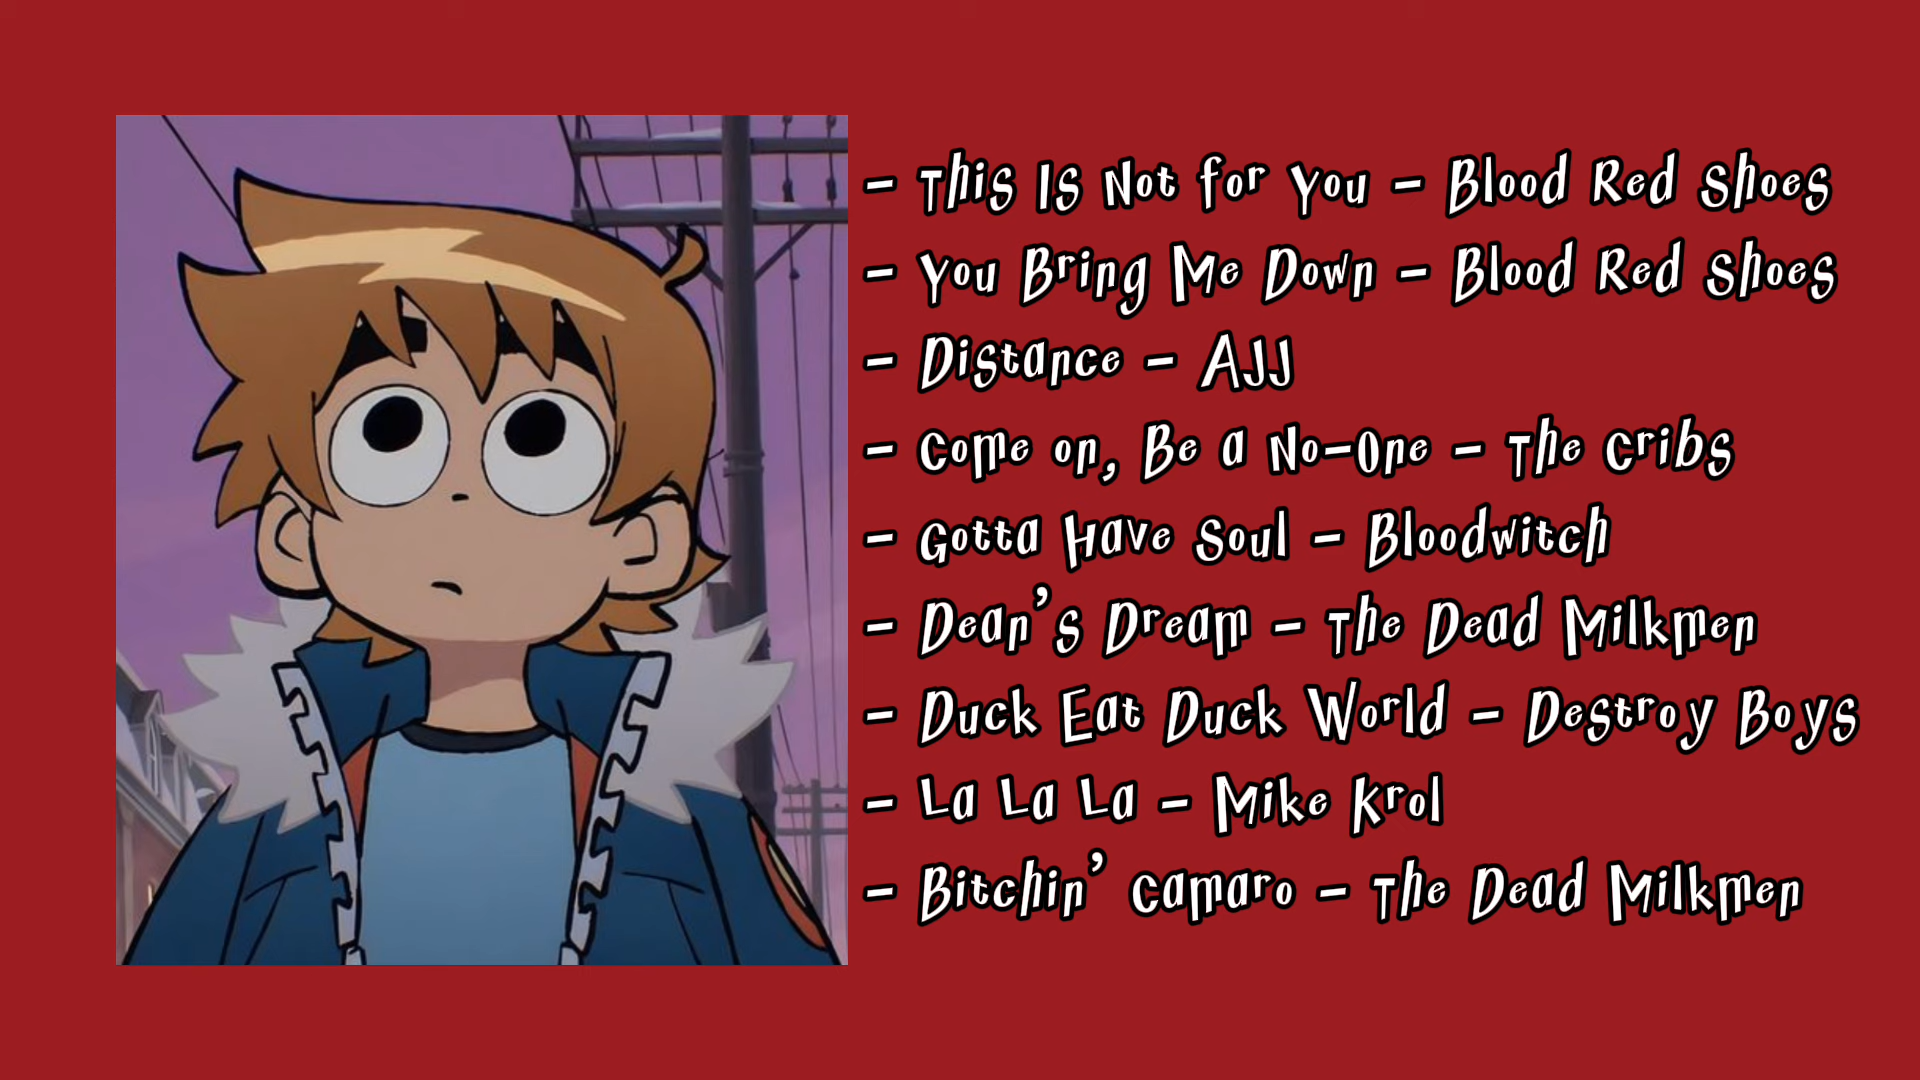 - This Is Not for You - Blood Red Shoes
- You Bring Me Down - Blood Red Shoes
- Distance - AJJ
- Come on, Be a No-One - The Cribs
- Gotta Have Soul - Bloodwitch
- Dean's Dream - The Dead Milkmen
- Duck Eat Duck World - Destroy Boys
- La La La - Mike Krol
- Bitchin' Camaro - The Dead Milkmen